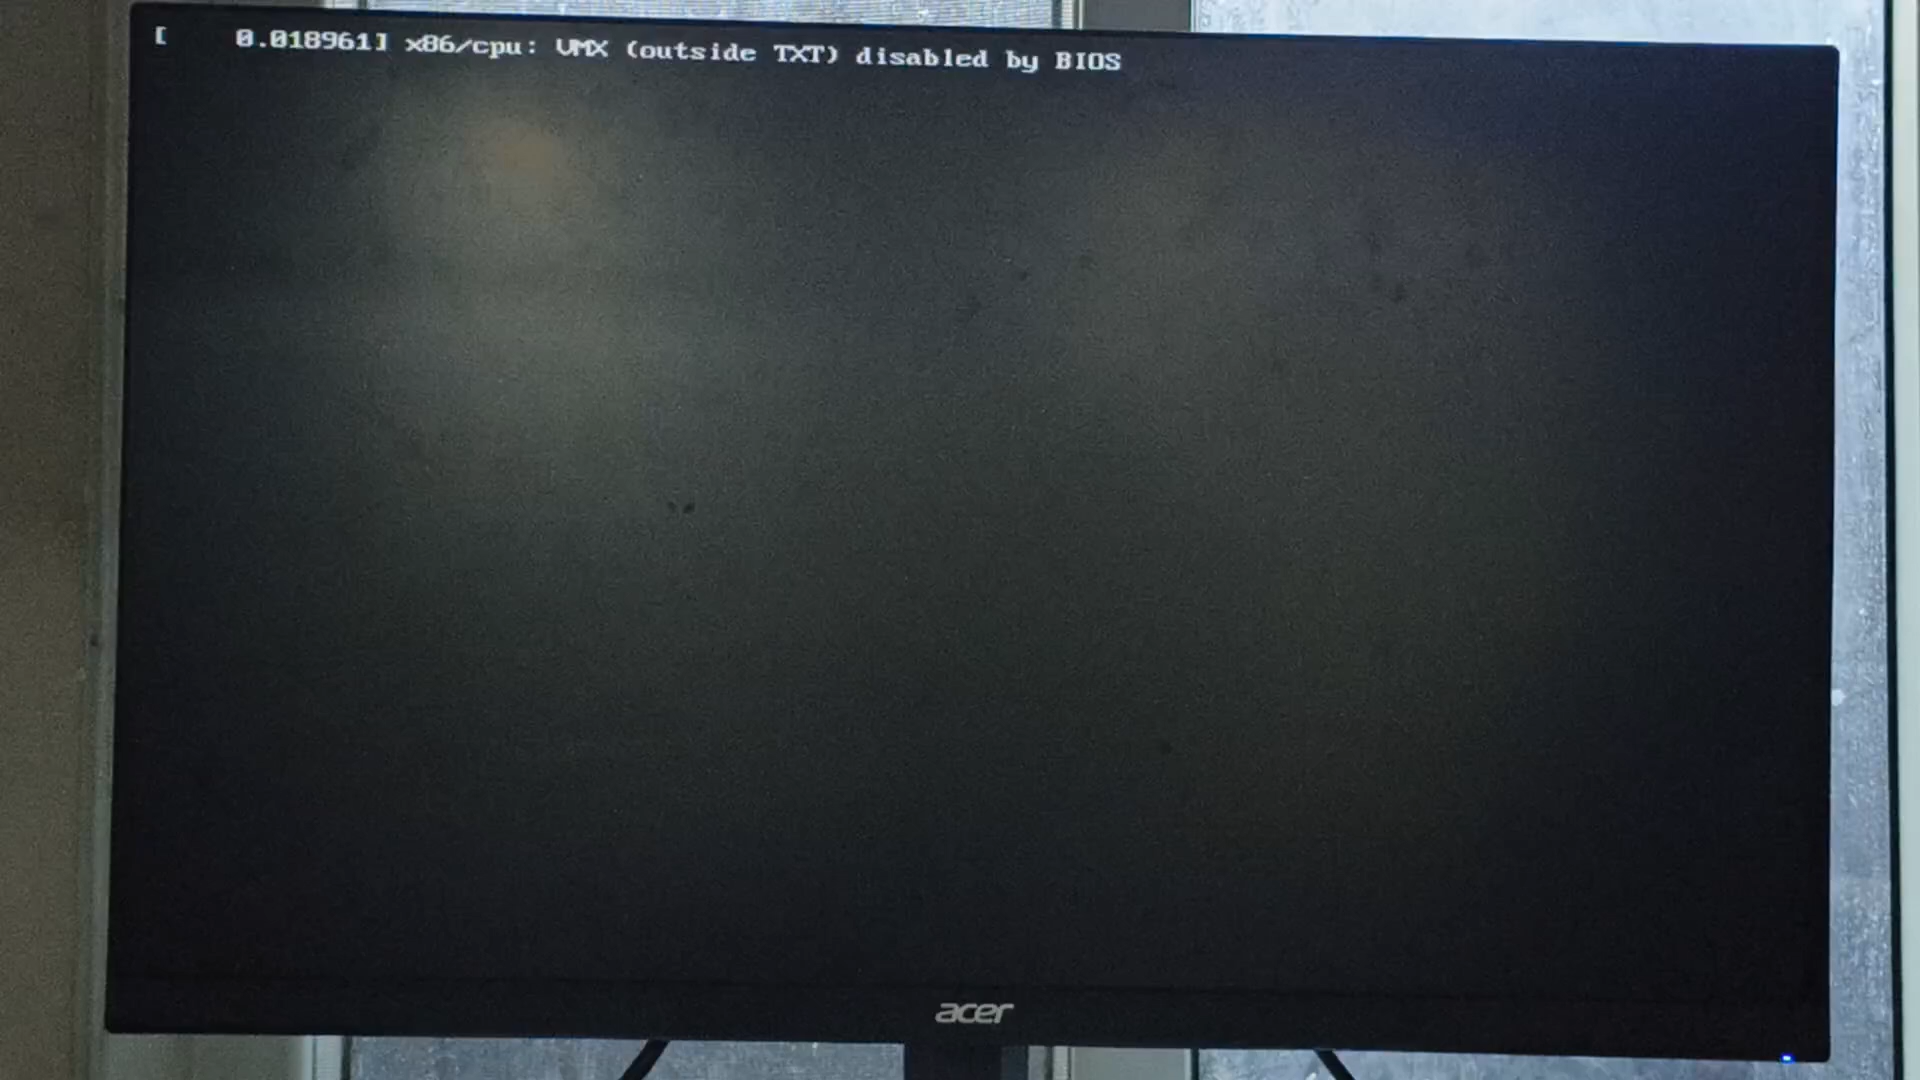 [    0.018961] x86/cpu: VMX (outside TXT) disabled by BIOS
acer